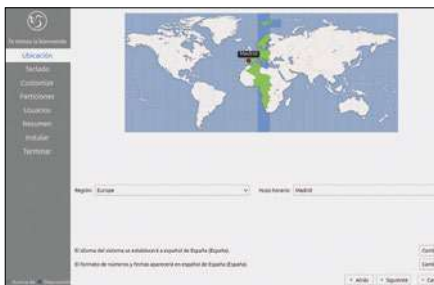 Te damos la bienvenida
Ubicación
Teclado
Customize
Particiones
Usuarios
Resumen
Instalar
Terminar
Madrid
Región: Europe
Huso horario: Madrid
El idioma del sistema se establecerá a español de España (España).
El formato de números y fechas aparecerá en español de España (España).
Atrás
Siguiente